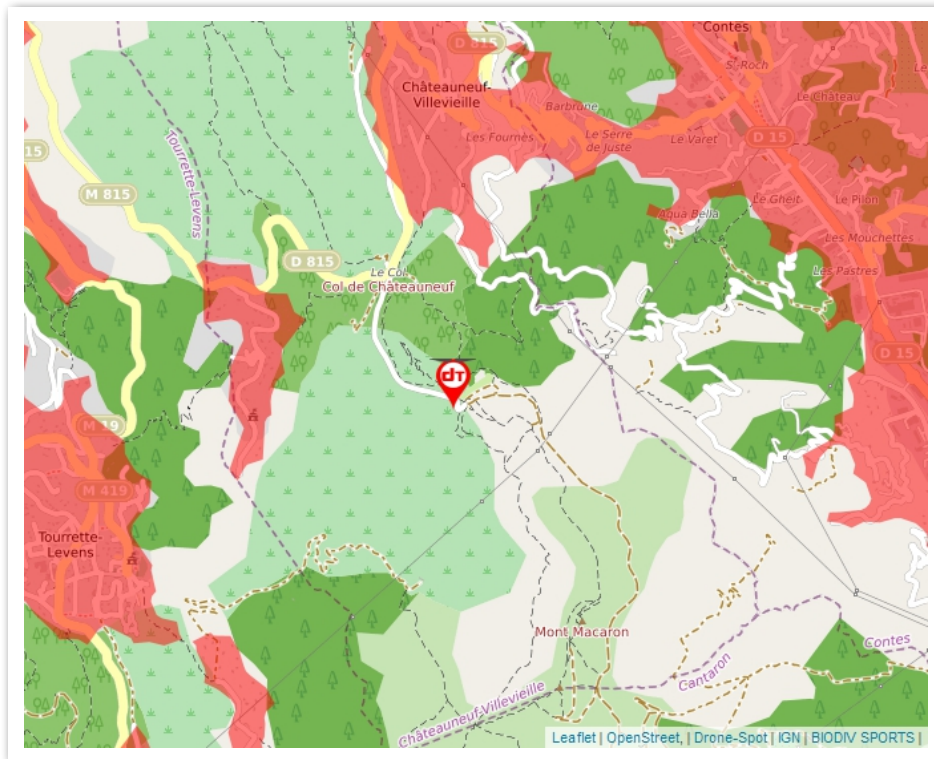 Contes
D 815
St-Roch
Le
Châteauneuf-
Villevieille
Le Château
Barbrune
Les Fournès
Le Serre
de Juste
Le Varet
D 15
15
Tourrette-Levens
M 815
Le Gheit
Le Pilon
Aqua Bella
Les Mouchettes
D 815
Le Col
Col de Châteauneuf
Les Pastres
D 15
dT
M 19
M 419
Tourrette-
Levens
Mont Macaron
Contes
Cantaron
Châteauneuf-Villevieille
Leaflet | OpenStreet, | Drone-Spot | IGN | BIODIV SPORTS |